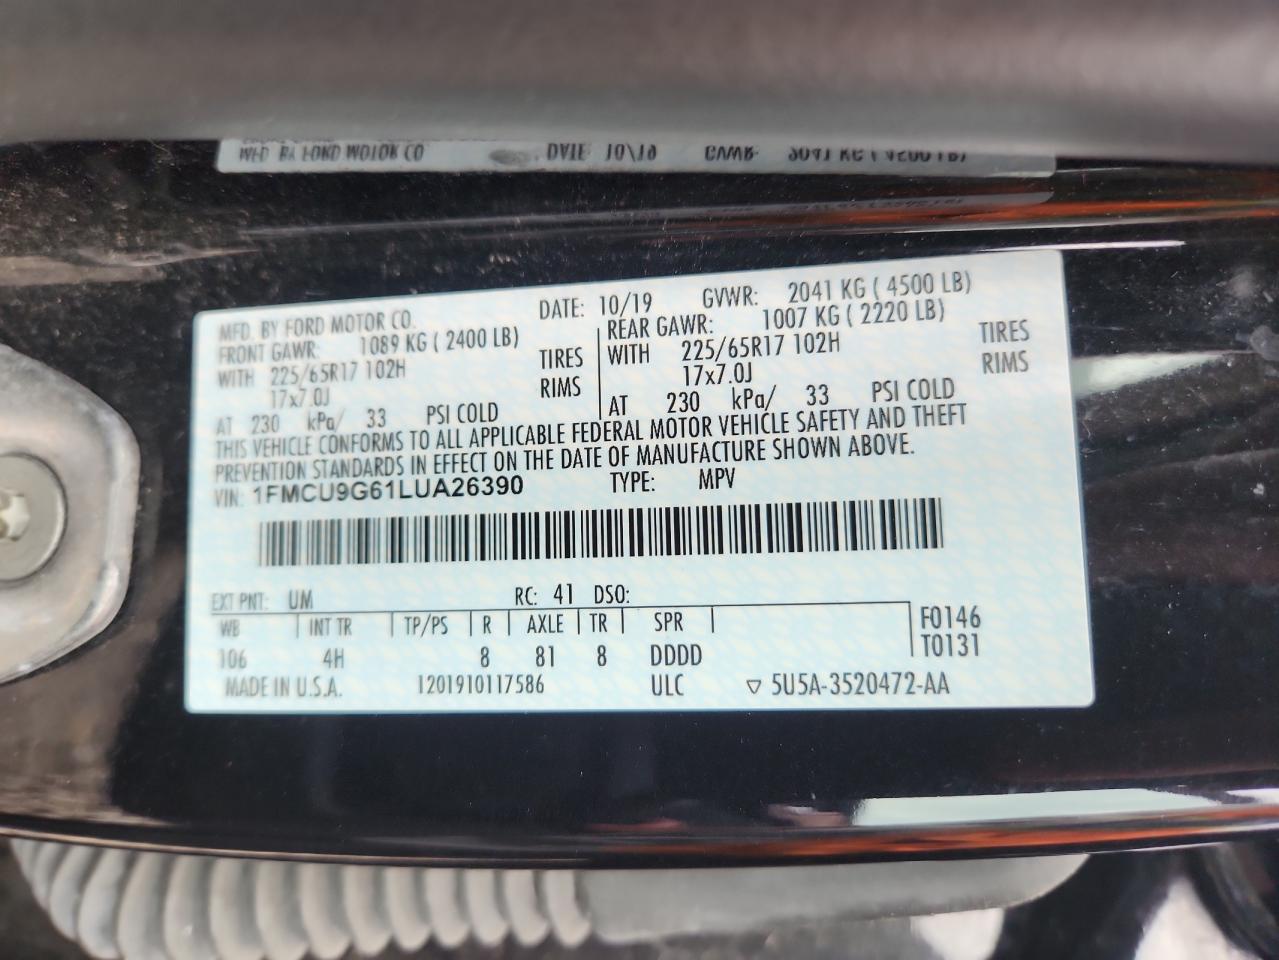 MFD. BY FORD MOTOR CO. DATE: 10/19 GVWR: 2041 KG ( 4500 LB)
FRONT GAWR: 1089 KG ( 2400 LB) REAR GAWR: 1007 KG ( 2220 LB)
WITH 225/65R17 102H TIRES WITH 225/65R17 102H TIRES
17x7.0J RIMS 17x7.0J RIMS
AT 230 kPa/ 33 PSI COLD AT 230 kPa/ 33 PSI COLD
THIS VEHICLE CONFORMS TO ALL APPLICABLE FEDERAL MOTOR VEHICLE SAFETY AND THEFT
PREVENTION STANDARDS IN EFFECT ON THE DATE OF MANUFACTURE SHOWN ABOVE.
VIN: 1FMCU9G61LUA26390 TYPE: MPV
EXT PNT: UM RC: 41 DSO:
WB INT TR TP/PS R AXLE TR SPR F0146
106 4H 8 81 8 DDDD T0131
MADE IN U.S.A. 1201910117586 ULC ▽ 5U5A-3520472-AA